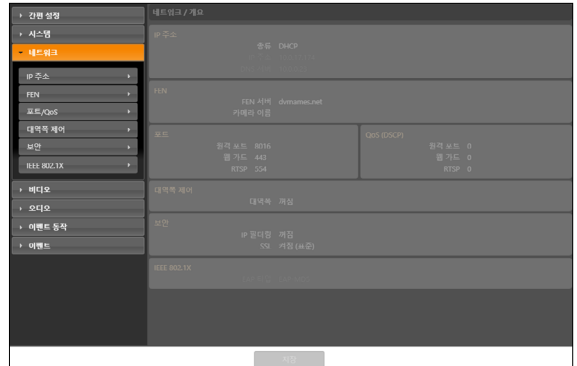 간편 설정
시스템
네트워크
IP 주소
FEN
포트/QoS
대역폭 제어
보안
IEEE 802.1X
비디오
오디오
이벤트 동작
이벤트
네트워크 / 개요
IP 주소
종류 DHCP
FEN
FEN 서버 dvrnames.net
카메라 이름
포트
원격 포트 8016
웹 가드 443
RTSP 554
QoS (DSCP)
원격 포트 0
웹 가드 0
RTSP 0
대역폭 제어
대역폭 꺼짐
보안
IP 필터링 꺼짐
SSL 켜짐 (표준)
IEEE 802.1X
저장